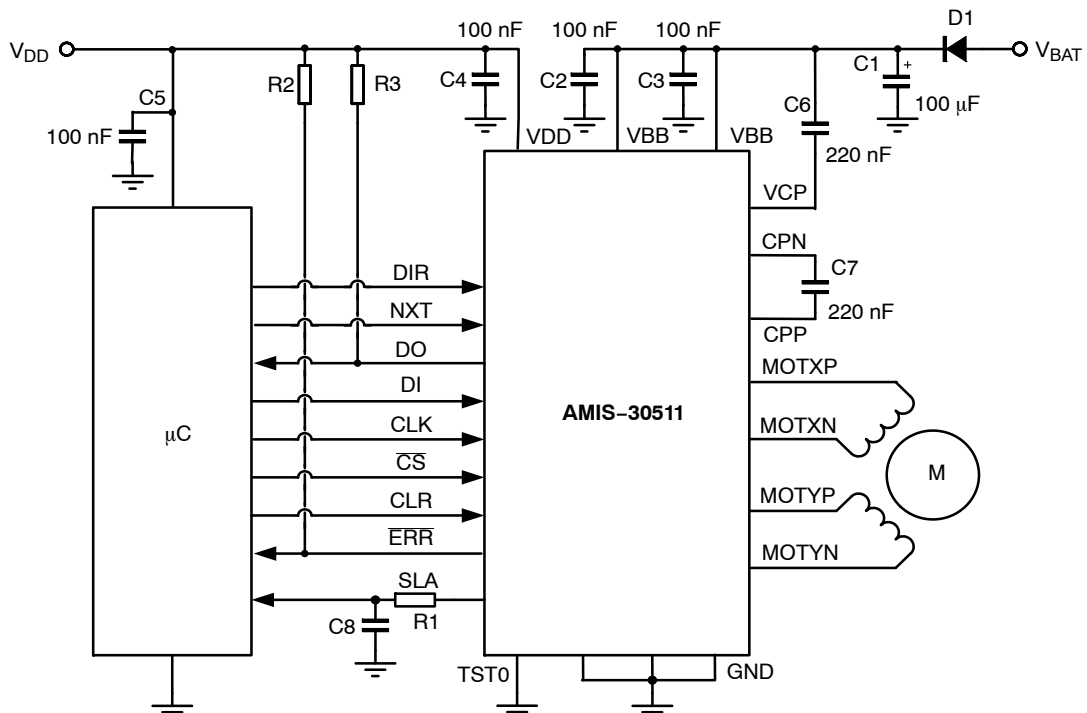 100 nF
100 nF
100 nF
D1
VDD
VBAT
R2
R3
C4
C2
C3
C1
+
100 μF
C5
100 nF
C6
220 nF
VDD
VBB
VBB
VCP
CPN
C7
220 nF
CPP
DIR
NXT
DO
DI
CLK
CS
CLR
ERR
SLA
R1
C8
μC
AMIS–30511
MOTXP
MOTXN
MOTYP
MOTYN
M
TST0
GND